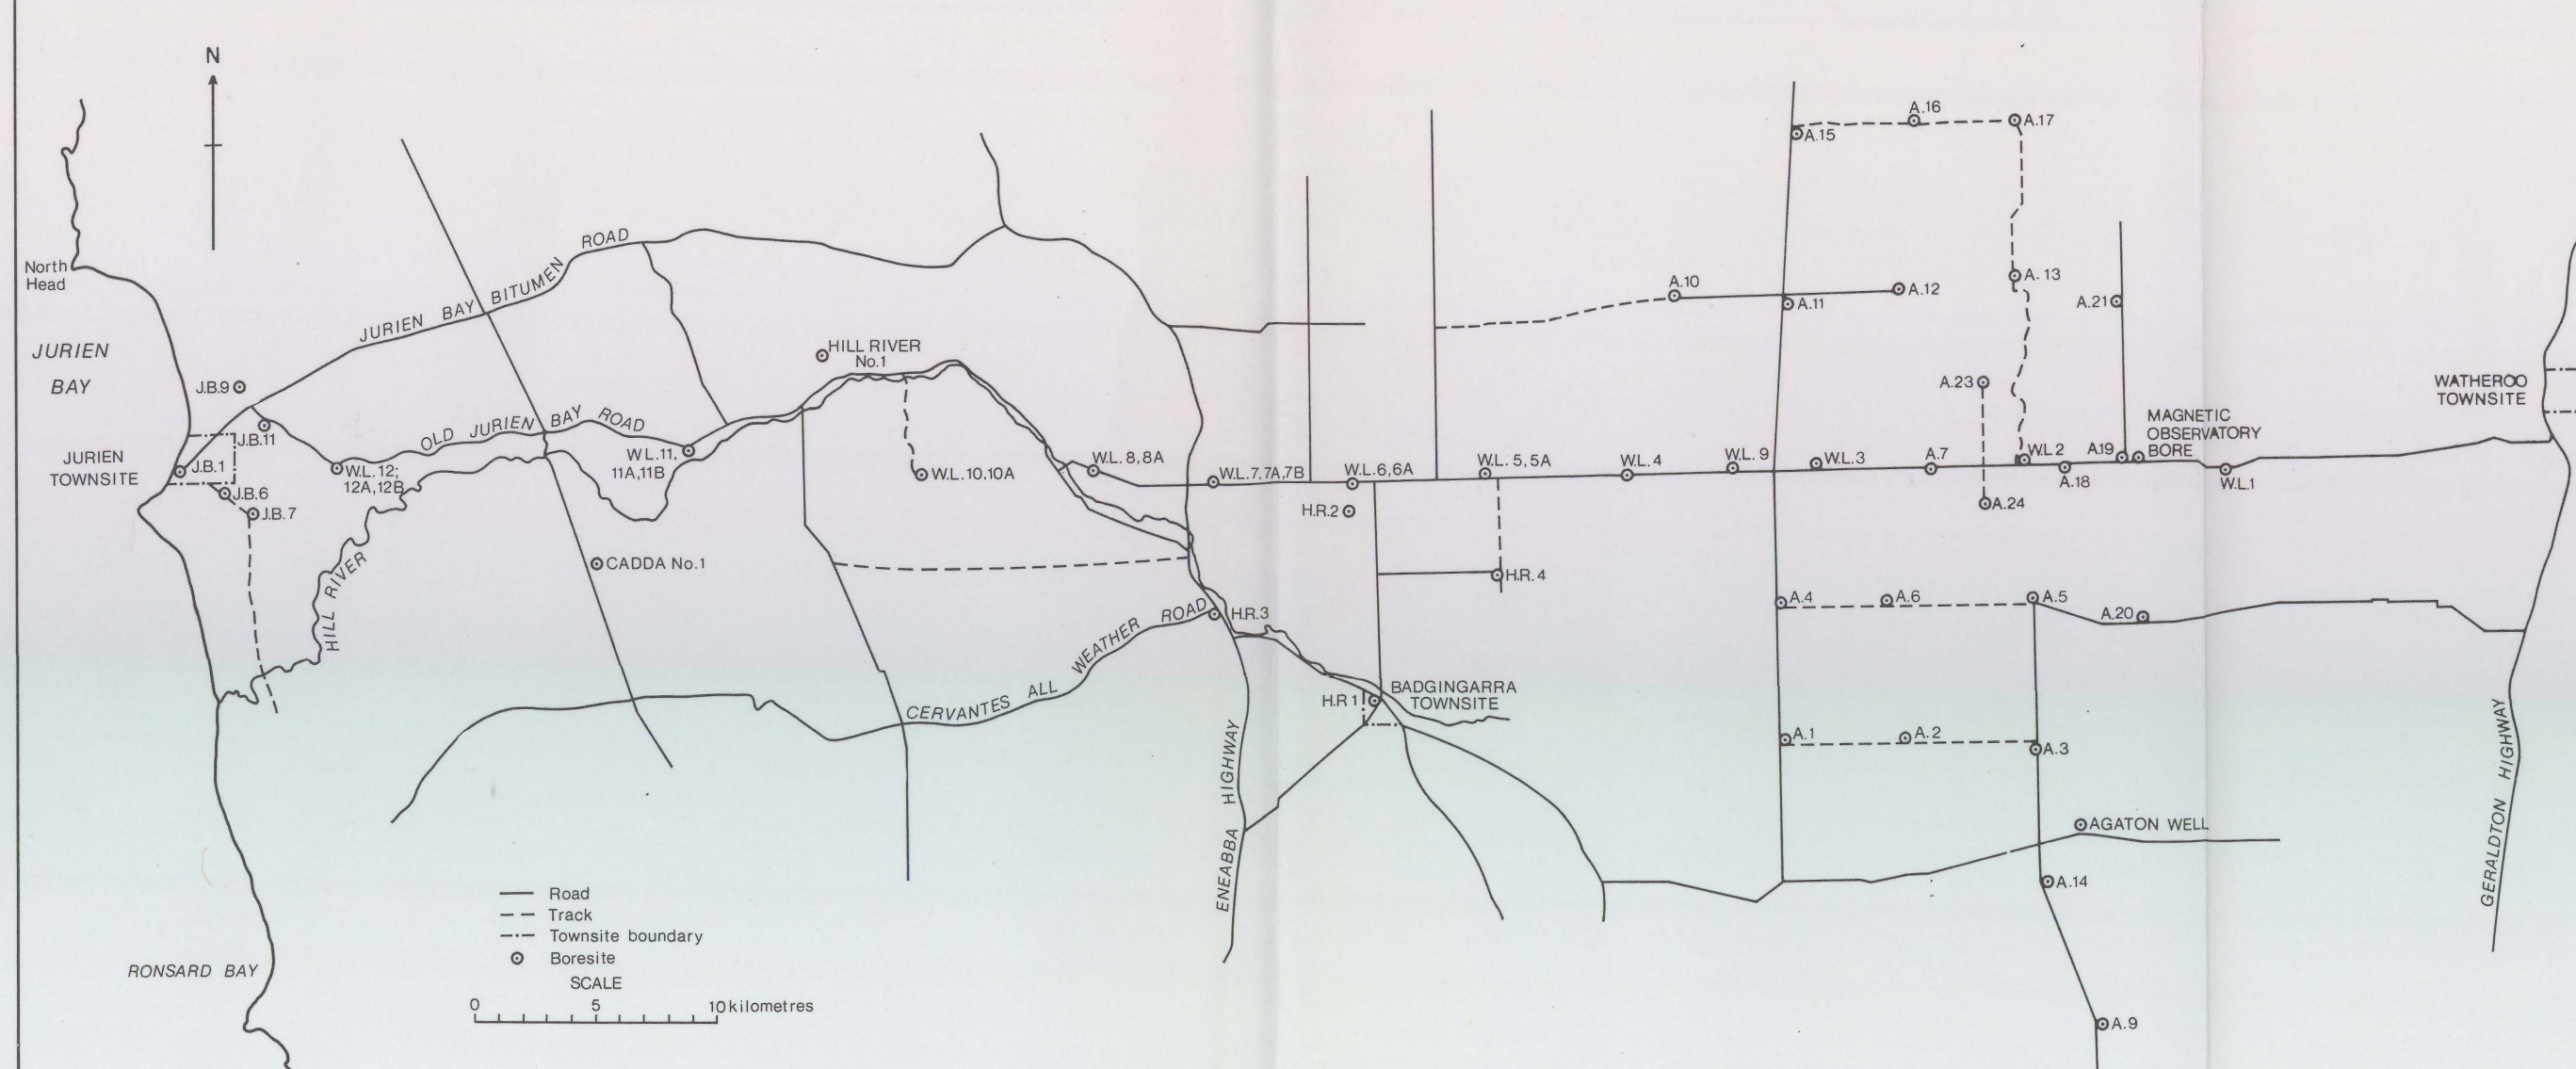 N
North
Head
JURIEN
BAY
JURIEN
TOWNSITE
J.B.9
J.B.11
J.B.1
J.B.6
J.B.7
JURIEN BAY BITUMEN ROAD
OLD JURIEN BAY ROAD
W.L.12;
12A,12B
HILL RIVER
W.L.11,
11A,11B
CADDA No.1
HILL RIVER
No.1
W.L.10,10A
W.L.8,8A
W.L.7,7A,7B
W.L.6,6A
H.R.2
W.L.5,5A
H.R.4
H.R.3
CERVANTES ALL WEATHER ROAD
ENEABBA HIGHWAY
H.R 1
BADGINGARRA
TOWNSITE
W.L.4
W.L.9
W.L.3
A.7
WL2
A.18
A.19
MAGNETIC
OBSERVATORY
BORE
W.L.1
A.15
A.16
A.17
A.10
A.11
A.12
A.13
A.21
A.23
A.24
A.4
A.6
A.5
A.20
A.1
A.2
A.3
AGATON WELL
A.14
A.9
WATHEROO
TOWNSITE
GERALDTON HIGHWAY
RONSARD BAY
Road
Track
Townsite boundary
Boresite
SCALE
0 5 10 kilometres